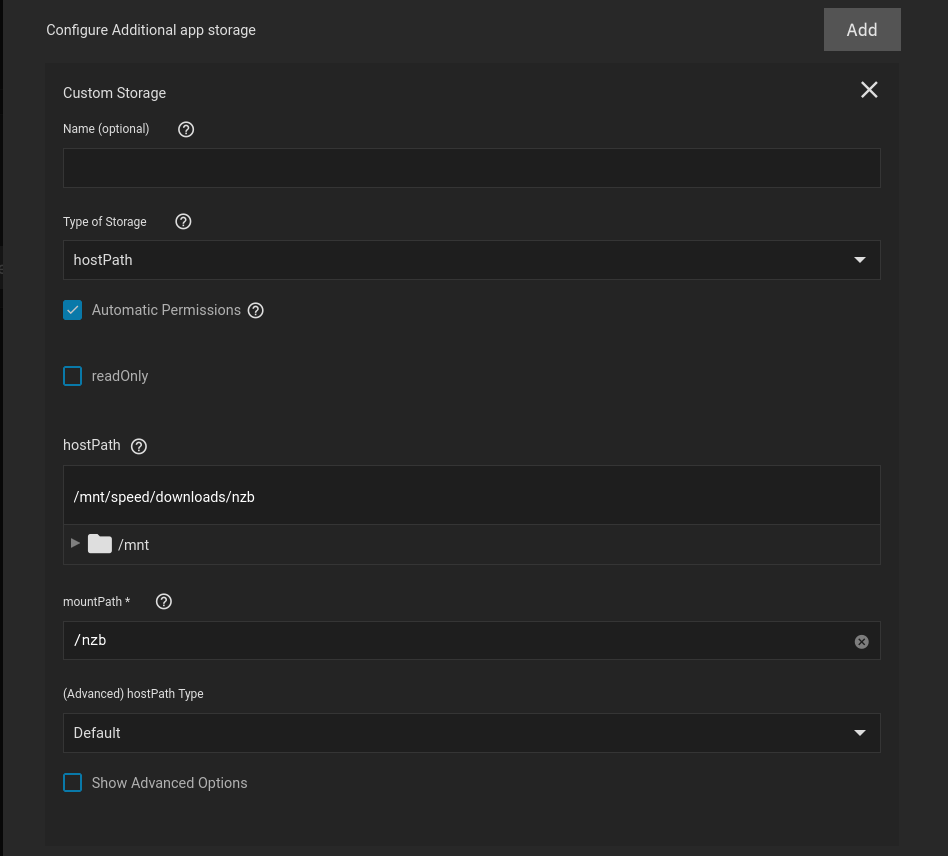 Configure Additional app storage
Add
Custom Storage
Name (optional)
Type of Storage
hostPath
Automatic Permissions
readOnly
hostPath
/mnt/speed/downloads/nzb
/mnt
mountPath *
/nzb
(Advanced) hostPath Type
Default
Show Advanced Options